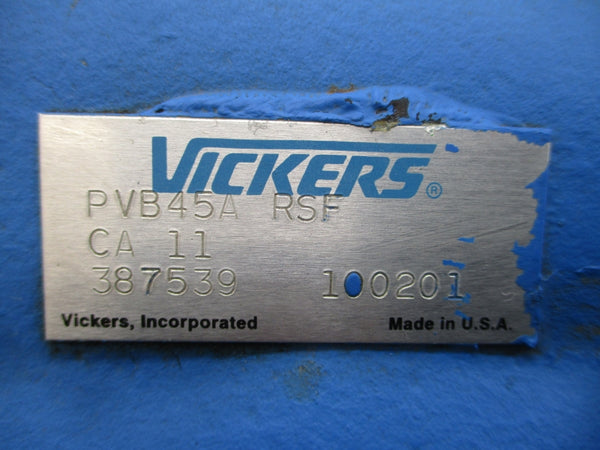 VICKERS®
PVB45A RSF
CA 11
387539 100201
Vickers, Incorporated Made in U.S.A.